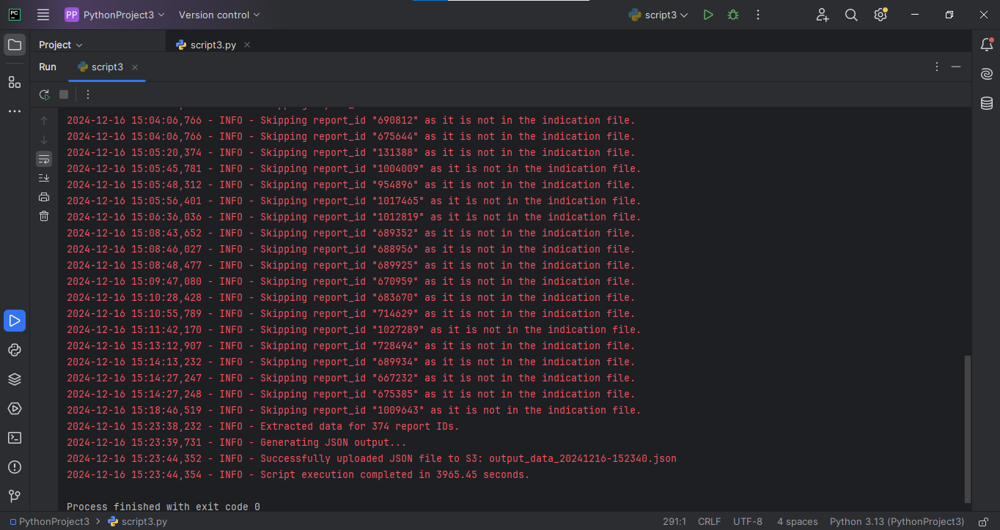 PC
PP PythonProject3
Version control
script3
Project
script3.py
Run
script3
2024-12-16 15:04:06,766 - INFO - Skipping report_id "690812" as it is not in the indication file.
2024-12-16 15:04:06,766 - INFO - Skipping report_id "675644" as it is not in the indication file.
2024-12-16 15:05:20,374 - INFO - Skipping report_id "131388" as it is not in the indication file.
2024-12-16 15:05:45,781 - INFO - Skipping report_id "1004009" as it is not in the indication file.
2024-12-16 15:05:48,312 - INFO - Skipping report_id "954896" as it is not in the indication file.
2024-12-16 15:05:56,401 - INFO - Skipping report_id "1017465" as it is not in the indication file.
2024-12-16 15:06:36,036 - INFO - Skipping report_id "1012819" as it is not in the indication file.
2024-12-16 15:08:43,652 - INFO - Skipping report_id "689352" as it is not in the indication file.
2024-12-16 15:08:46,027 - INFO - Skipping report_id "688956" as it is not in the indication file.
2024-12-16 15:08:48,477 - INFO - Skipping report_id "689925" as it is not in the indication file.
2024-12-16 15:09:47,080 - INFO - Skipping report_id "670959" as it is not in the indication file.
2024-12-16 15:10:28,428 - INFO - Skipping report_id "683670" as it is not in the indication file.
2024-12-16 15:10:55,789 - INFO - Skipping report_id "714629" as it is not in the indication file.
2024-12-16 15:11:42,170 - INFO - Skipping report_id "1027289" as it is not in the indication file.
2024-12-16 15:13:12,907 - INFO - Skipping report_id "728494" as it is not in the indication file.
2024-12-16 15:14:13,232 - INFO - Skipping report_id "689934" as it is not in the indication file.
2024-12-16 15:14:27,247 - INFO - Skipping report_id "667232" as it is not in the indication file.
2024-12-16 15:14:27,248 - INFO - Skipping report_id "675385" as it is not in the indication file.
2024-12-16 15:18:46,519 - INFO - Skipping report_id "1009643" as it is not in the indication file.
2024-12-16 15:23:38,232 - INFO - Extracted data for 374 report IDs.
2024-12-16 15:23:39,731 - INFO - Generating JSON output...
2024-12-16 15:23:44,352 - INFO - Successfully uploaded JSON file to S3: output_data_20241216-152340.json
2024-12-16 15:23:44,354 - INFO - Script execution completed in 3965.45 seconds.
Process finished with exit code 0
PythonProject3 > script3.py
291:1 CRLF UTF-8 4 spaces Python 3.13 (PythonProject3)